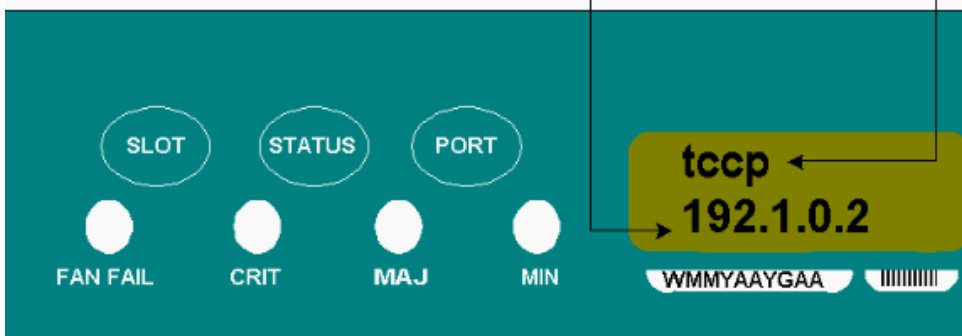 SLOT STATUS PORT
tccp
192.1.0.2
FAN FAIL CRIT MAJ MIN
WMMYAAYGAA